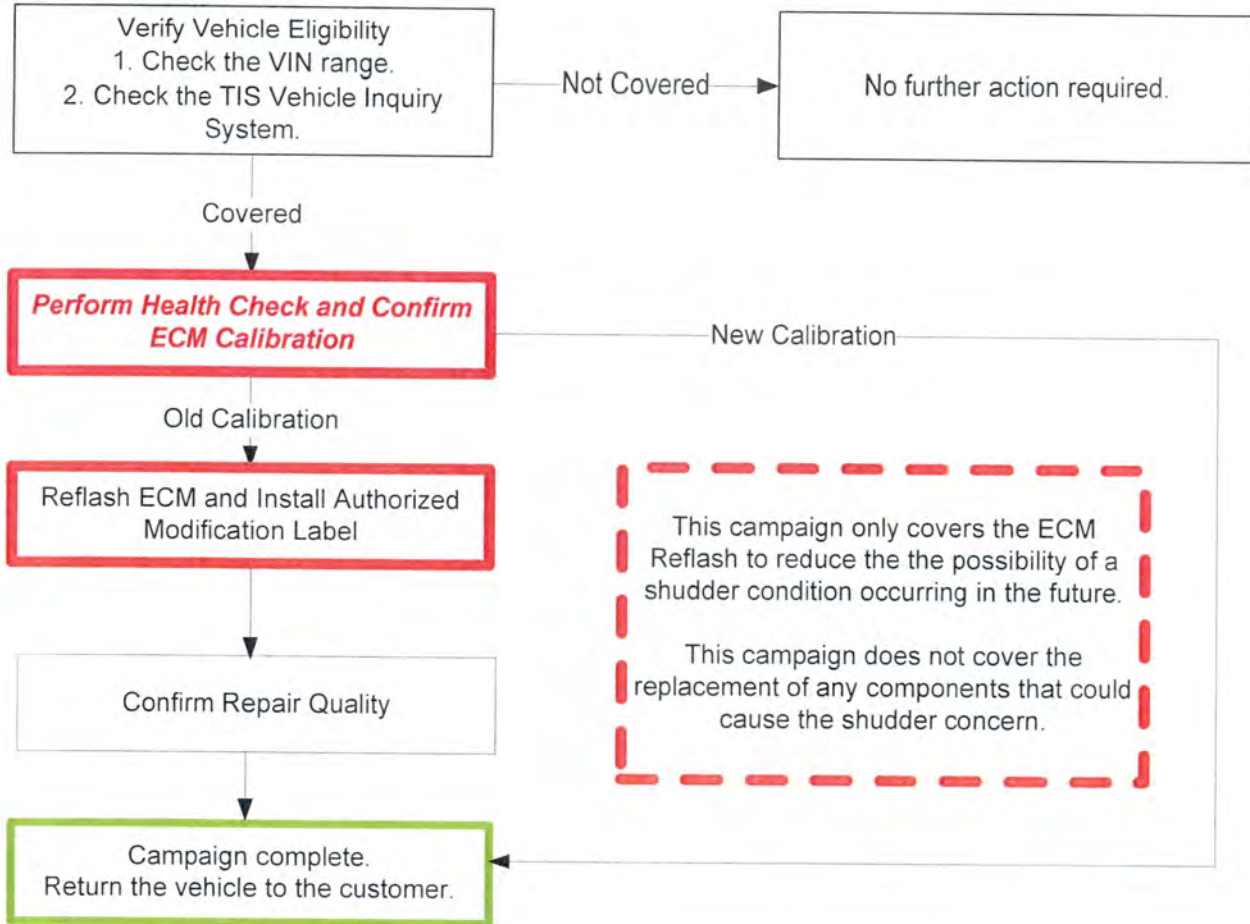 Verify Vehicle Eligibility
1. Check the VIN range.
2. Check the TIS Vehicle Inquiry
System.
Not Covered
No further action required.
Covered
Perform Health Check and Confirm
ECM Calibration
New Calibration
Old Calibration
Reflash ECM and Install Authorized
Modification Label
This campaign only covers the ECM
Reflash to reduce the the possibility of a
shudder condition occurring in the future.
This campaign does not cover the
replacement of any components that could
cause the shudder concern.
Confirm Repair Quality
Campaign complete.
Return the vehicle to the customer.